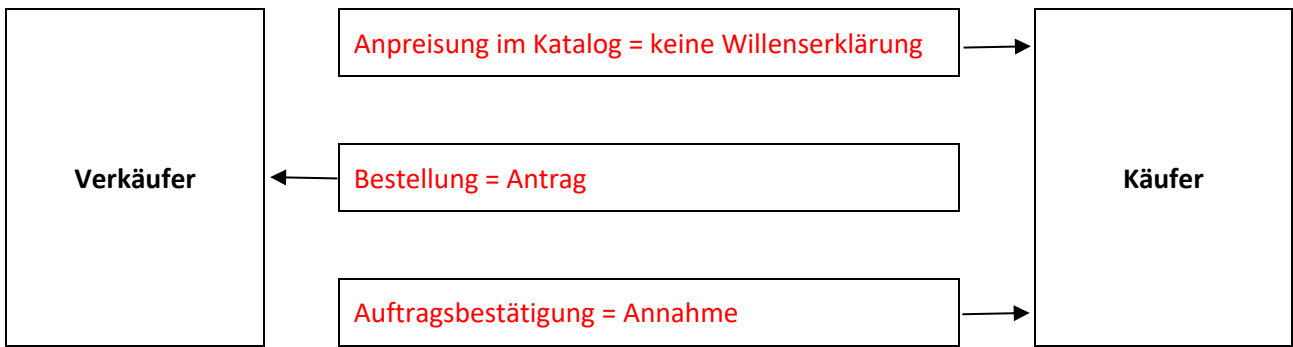 Anpreisung im Katalog = keine Willenserklärung
Verkäufer
Bestellung = Antrag
Käufer
Auftragsbestätigung = Annahme